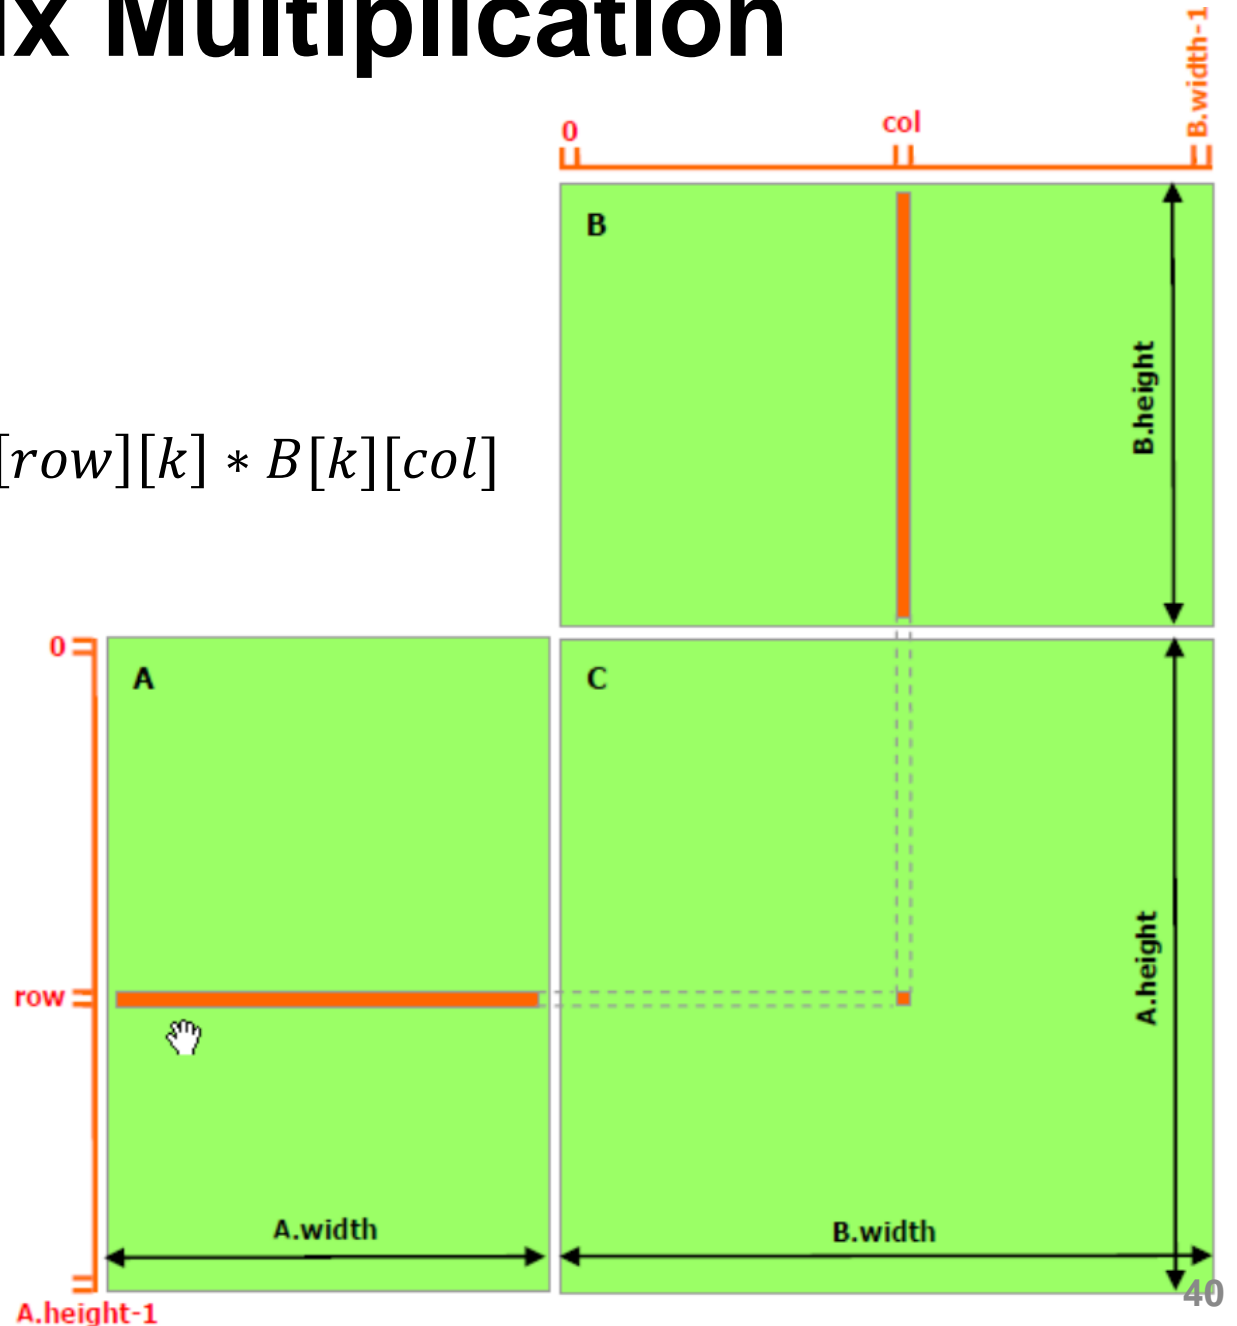 ix Multiplication
B.width-1
0
col
B
B.height
[row][k] ∗ B[k][col]
0
A
C
row
A.height
A.width
B.width
A.height-1
40